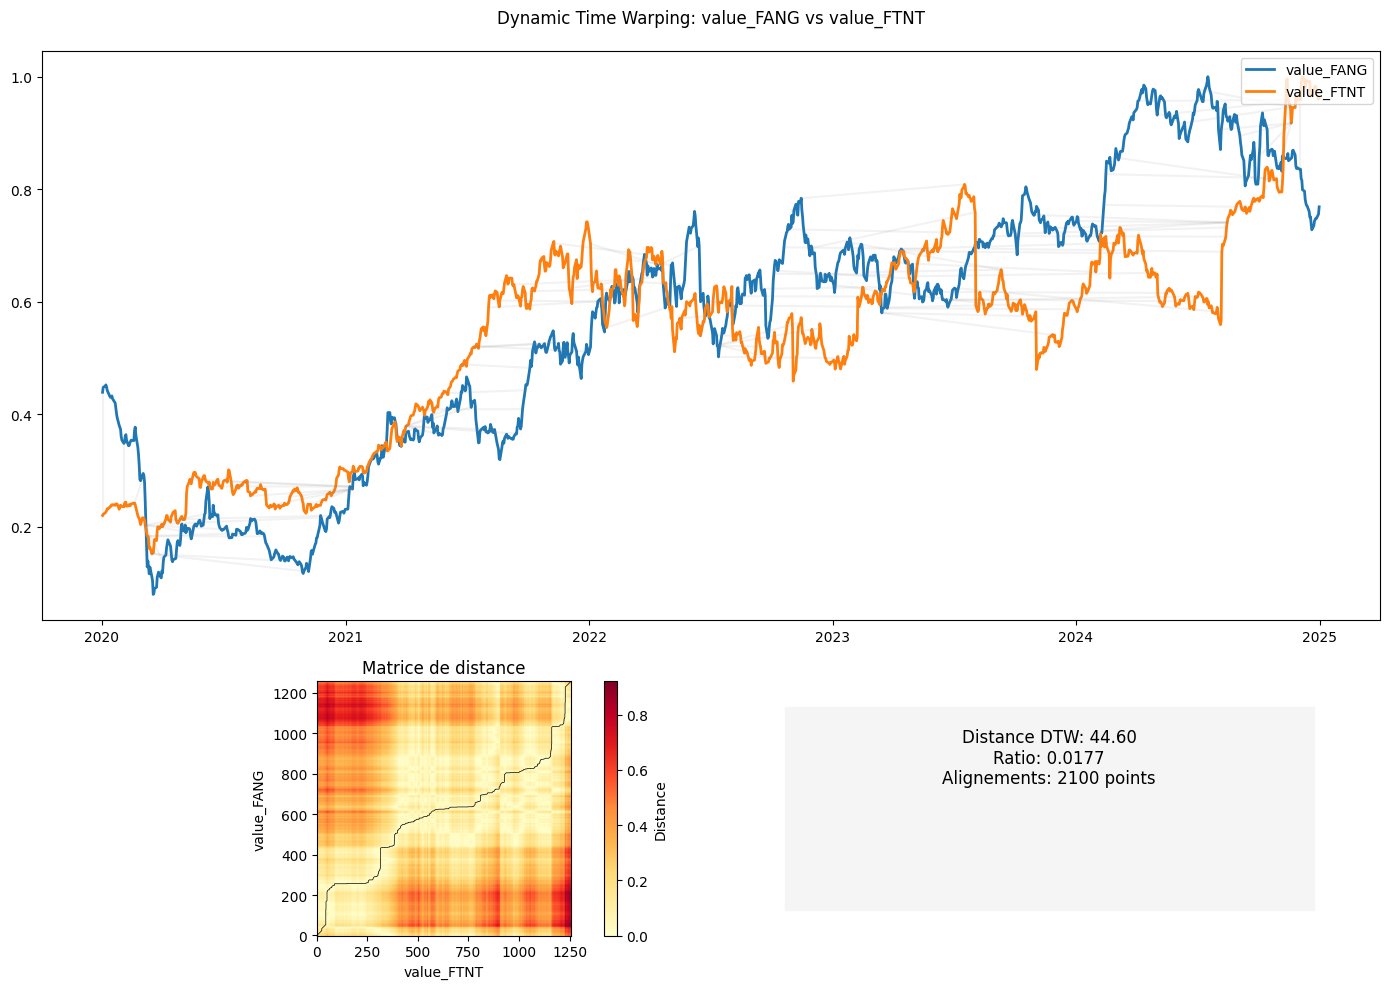 Dynamic Time Warping: value_FANG vs value_FTNT
value_FANG
value_FTNT
1.0
0.8
0.6
0.4
0.2
2020 2021 2022 2023 2024 2025
Matrice de distance
1200
1000
800
600
400
200
0
value_FANG
0 250 500 750 1000 1250
value_FTNT
0.8
0.6
0.4
0.2
0.0
Distance
Distance DTW: 44.60
Ratio: 0.0177
Alignements: 2100 points